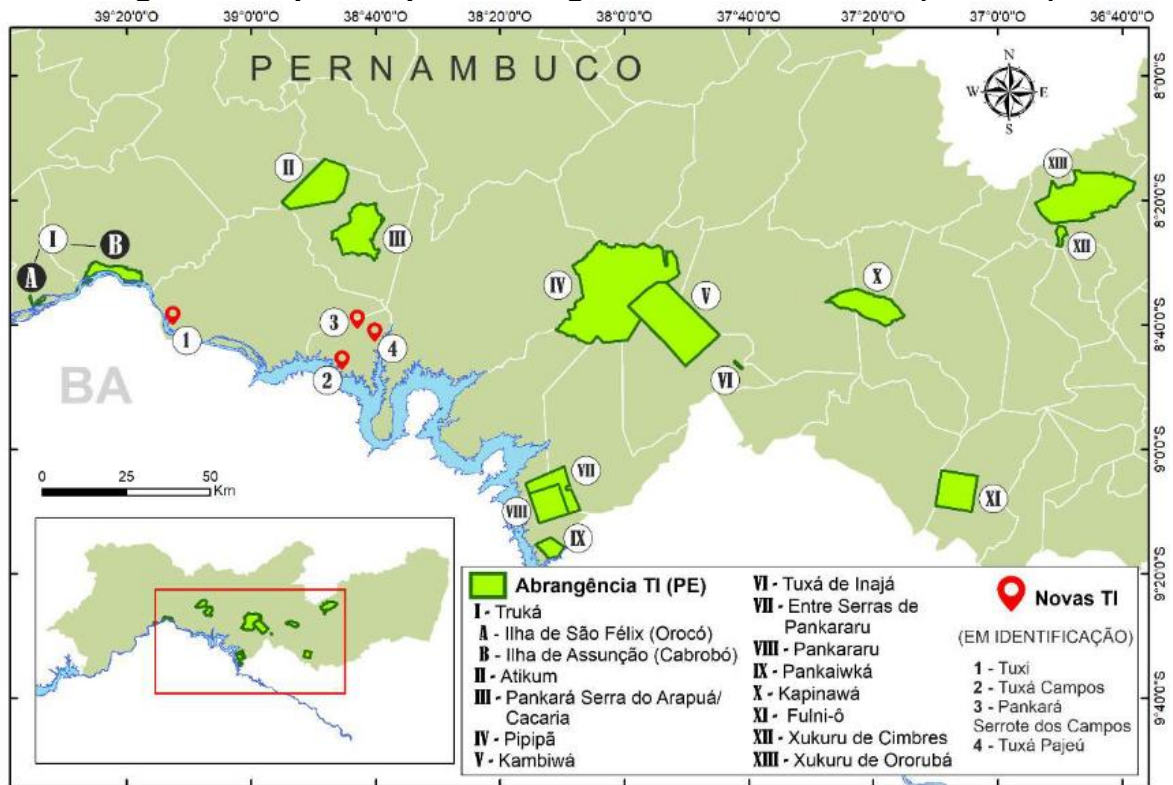 39°20'0"O 39°0'0"O 38°40'0"O 38°20'0"O 38°0'0"O 37°40'0"O 37°20'0"O 37°0'0"O 36°40'0"O
PERNAMBUCO
N
W E
S
8°0'0"S
8°20'0"S
8°40'0"S
9°0'0"S
9°20'0"S
9°40'0"S
II
XIII
I
B
A
III
XII
IV
V
X
3
1
4
2
VI
BA
0 25 50
Km
VII
VIII
XI
IX
Abrangência TI (PE)
I - Truká
A - Ilha de São Félix (Orocó)
B - Ilha de Assunção (Cabrobó)
II - Atikum
III - Pankará Serra do Arapuá/
Cacaria
IV - Pipipã
V - Kambiwá
VI - Tuxá de Inajá
VII - Entre Serras de
Pankararu
VIII - Pankararu
IX - Pankaiwká
X - Kapinawá
XI - Fulni-ô
XII - Xukuru de Cimbres
XIII - Xukuru de Ororubá
Novas TI
(EM IDENTIFICAÇÃO)
1 - Tuxi
2 - Tuxá Campos
3 - Pankará
Serrote dos Campos
4 - Tuxá Pajeú